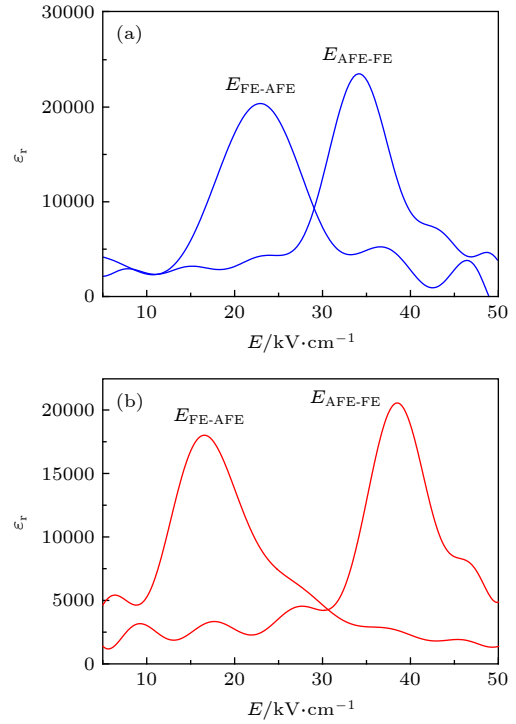 30000
(a)
E_AFE-FE
E_FE-AFE
20000
ε_r
10000
0
10 20 30 40 50
E/kV·cm⁻¹
(b)
E_AFE-FE
20000
E_FE-AFE
15000
ε_r
10000
5000
0
10 20 30 40 50
E/kV·cm⁻¹